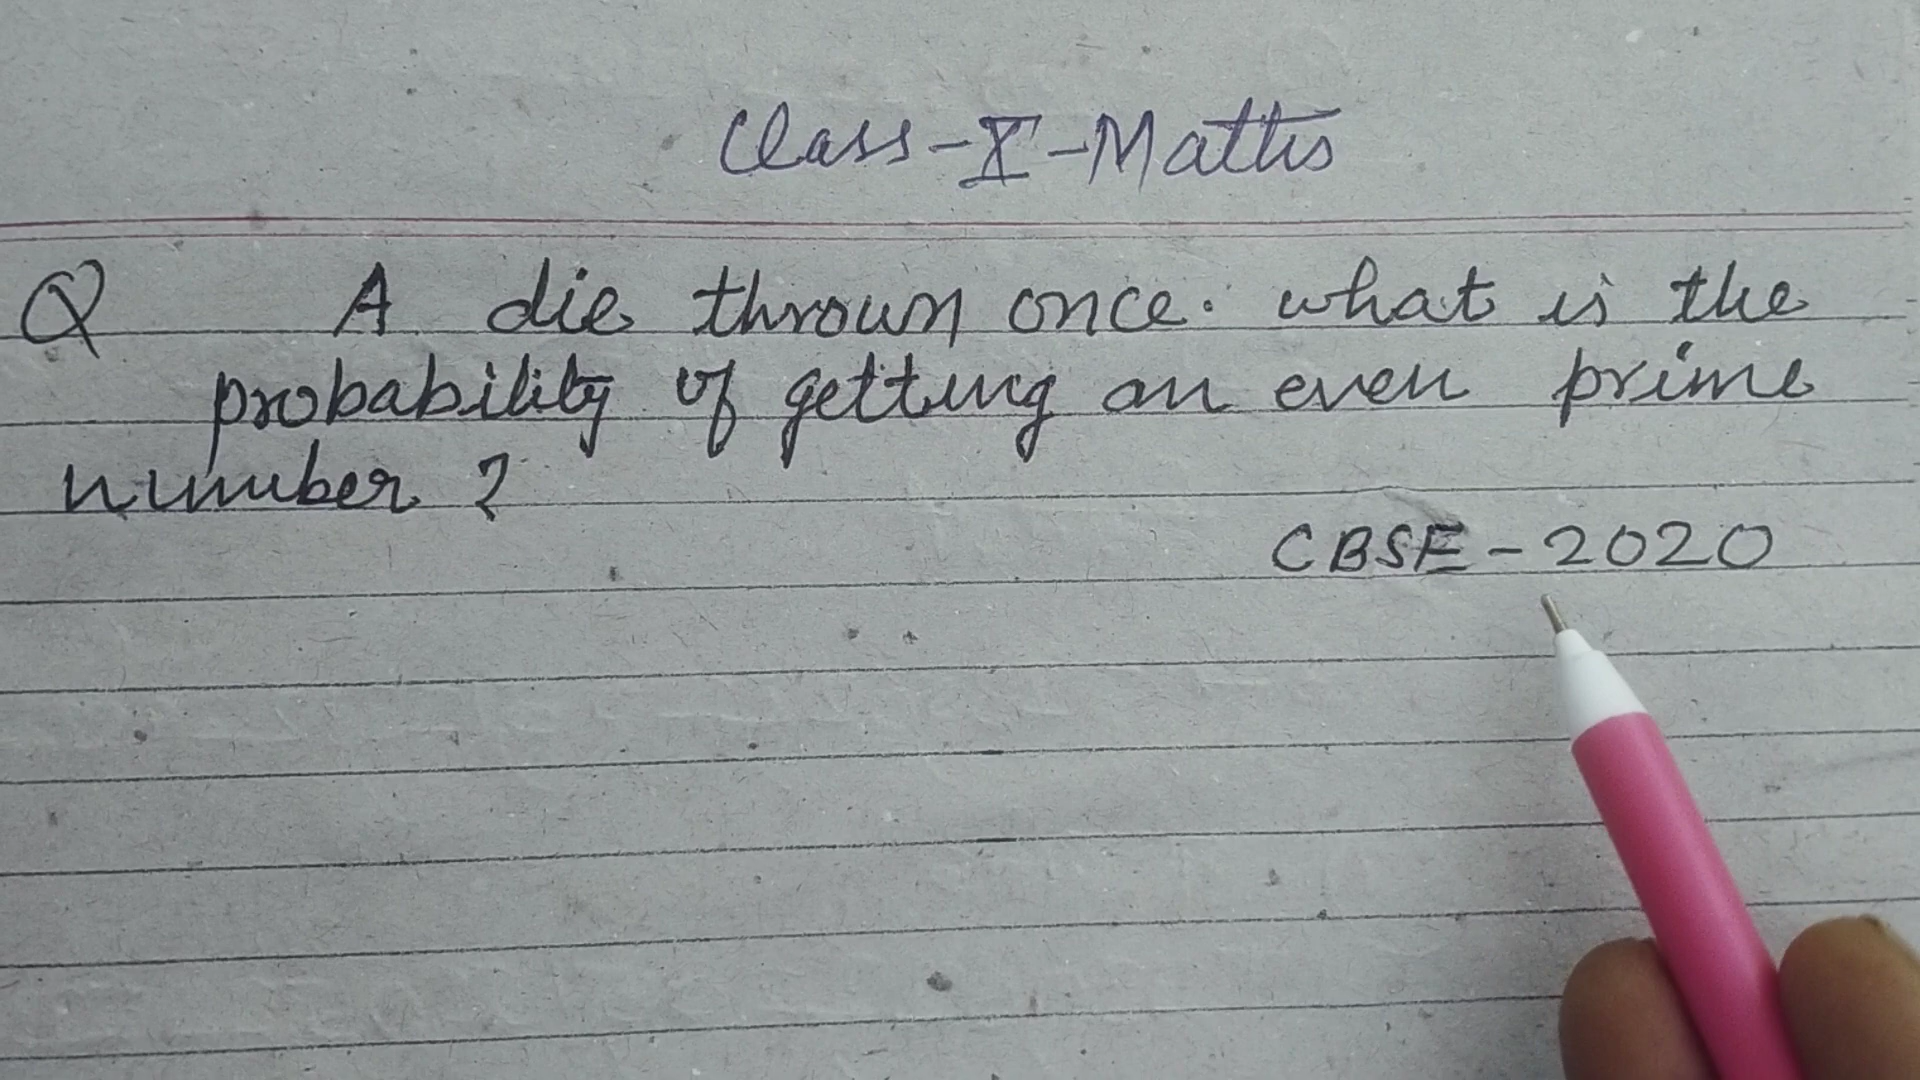 Class-X-Maths
Q A die thrown once. what is the
probability of getting an even prime
number ?
CBSE-2020